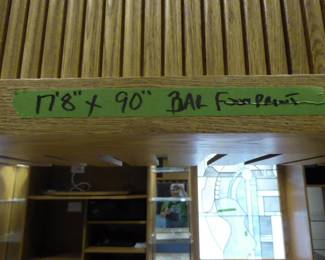 17'8" x 90" BAR FOOTPRINT